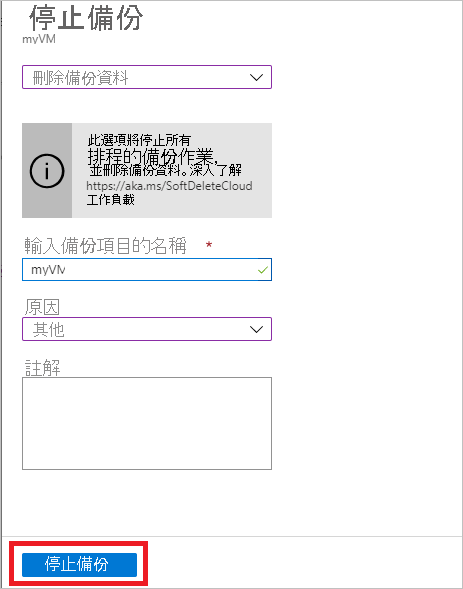 停止備份
myVM
刪除備份資料
此選項將停止所有
排程的備份作業,
並刪除備份資料。深入了解
https://aka.ms/SoftDeleteCloud
工作負載
輸入備份項目的名稱 *
myVM
原因
其他
註解
停止備份